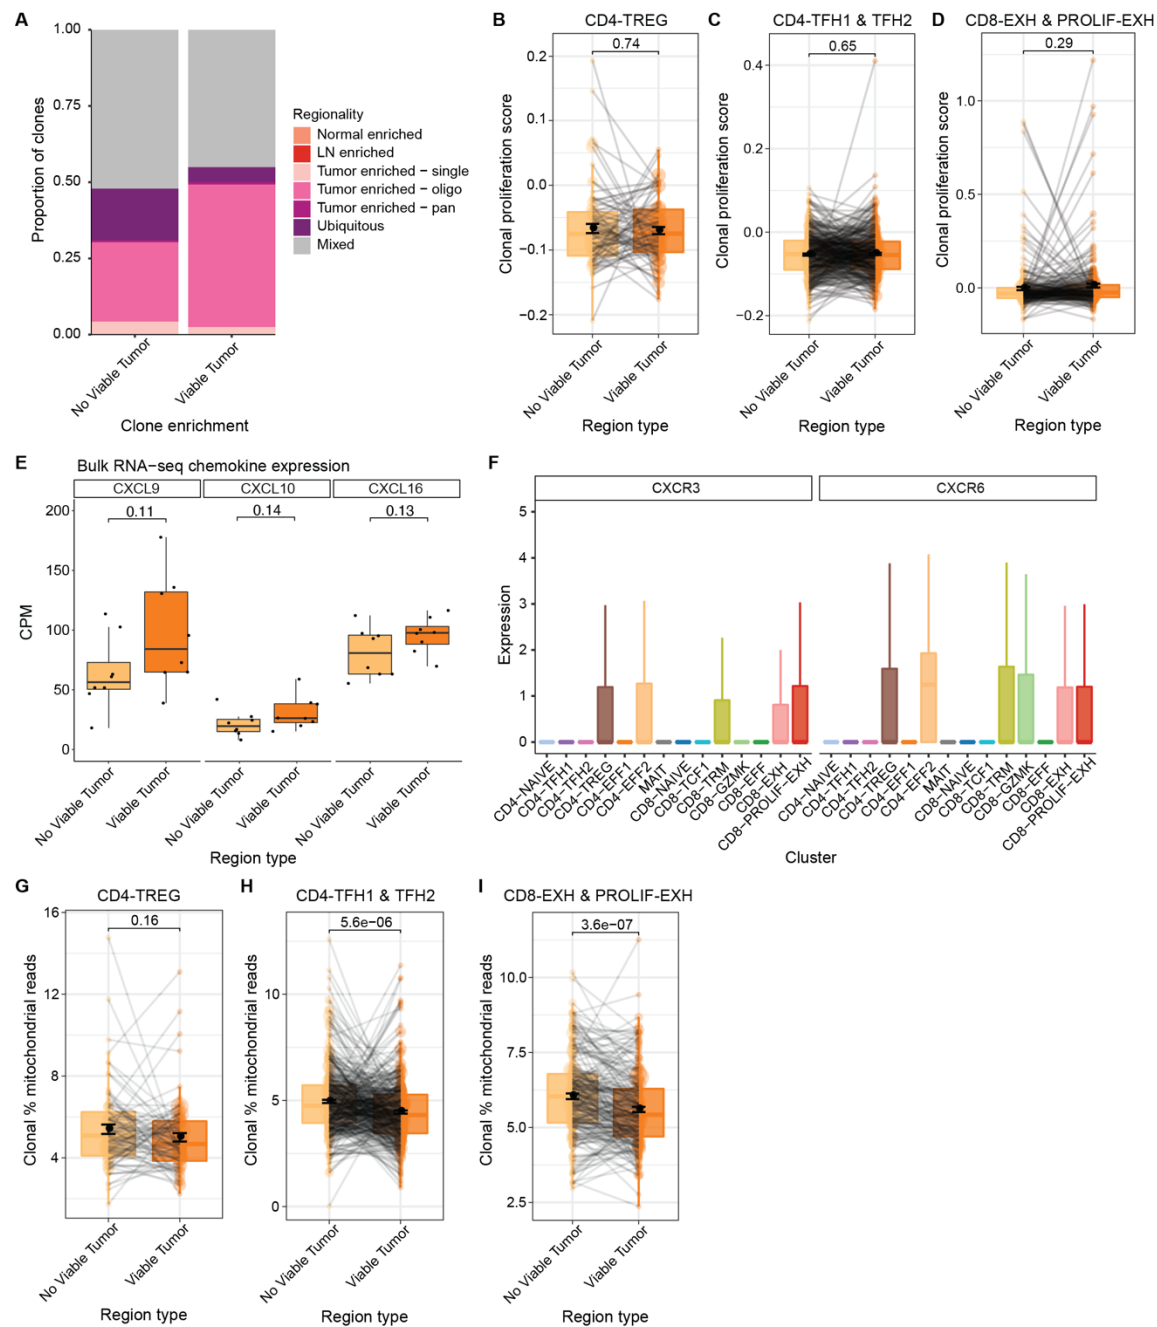 A
1.00
0.75
0.50
0.25
0.00
Proportion of clones
No Viable Tumor
Viable Tumor
Clone enrichment
Regionality
Normal enriched
LN enriched
Tumor enriched − single
Tumor enriched − oligo
Tumor enriched − pan
Ubiquitous
Mixed
B
CD4-TREG
0.74
0.2
0.1
0.0
−0.1
−0.2
Clonal proliferation score
No Viable Tumor
Viable Tumor
Region type
C
CD4-TFH1 & TFH2
0.65
0.4
0.2
0.0
−0.2
Clonal proliferation score
No Viable Tumor
Viable Tumor
Region type
D
CD8-EXH & PROLIF-EXH
0.29
1.0
0.5
0.0
Clonal proliferation score
No Viable Tumor
Viable Tumor
Region type
E
Bulk RNA−seq chemokine expression
CXCL9
CXCL10
CXCL16
0.11
0.14
0.13
200
150
100
50
0
CPM
No Viable Tumor
Viable Tumor
No Viable Tumor
Viable Tumor
No Viable Tumor
Viable Tumor
Region type
F
CXCR3
CXCR6
5
4
3
2
1
0
Expression
CD4−NAIVE
CD4−TFH1
CD4−TFH2
CD4−TREG
CD4−EFF1
CD4−EFF2
MAIT
CD8−NAIVE
CD8−TCF1
CD8−TRM
CD8−GZMK
CD8−EFF
CD8−EXH
CD8−PROLIF−EXH
CD4−NAIVE
CD4−TFH1
CD4−TFH2
CD4−TREG
CD4−EFF1
CD4−EFF2
MAIT
CD8−NAIVE
CD8−TCF1
CD8−TRM
CD8−GZMK
CD8−EFF
CD8−EXH
CD8−PROLIF−EXH
Cluster
G
CD4-TREG
0.16
16
12
8
4
Clonal % mitochondrial reads
No Viable Tumor
Viable Tumor
Region type
H
CD4-TFH1 & TFH2
5.6e−06
10
5
0
Clonal % mitochondrial reads
No Viable Tumor
Viable Tumor
Region type
I
CD8-EXH & PROLIF-EXH
3.6e−07
10.0
7.5
5.0
2.5
Clonal % mitochondrial reads
No Viable Tumor
Viable Tumor
Region type